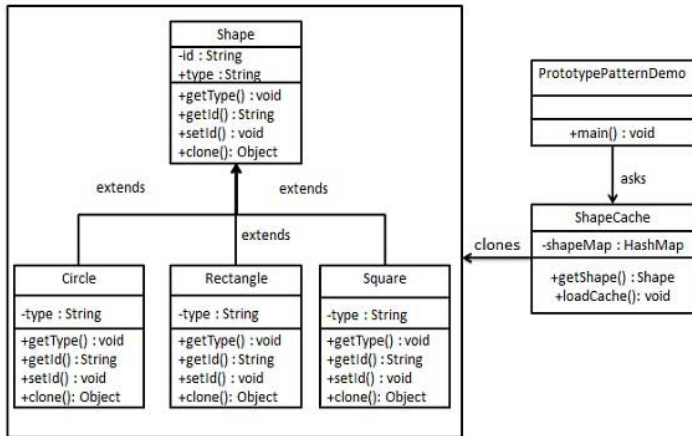 Shape
-id : String
+type : String
+getType() : void
+getId() : String
+setId() : void
+clone(): Object
extends
extends
extends
Circle
-type : String
+getType() : void
+getId() : String
+setId() : void
+clone(): Object
Rectangle
-type : String
+getType() : void
+getId() : String
+setId() : void
+clone(): Object
Square
-type : String
+getType() : void
+getId() : String
+setId() : void
+clone(): Object
PrototypePatternDemo
+main() : void
asks
ShapeCache
-shapeMap : HashMap
+getShape() : Shape
+loadCache(): void
clones